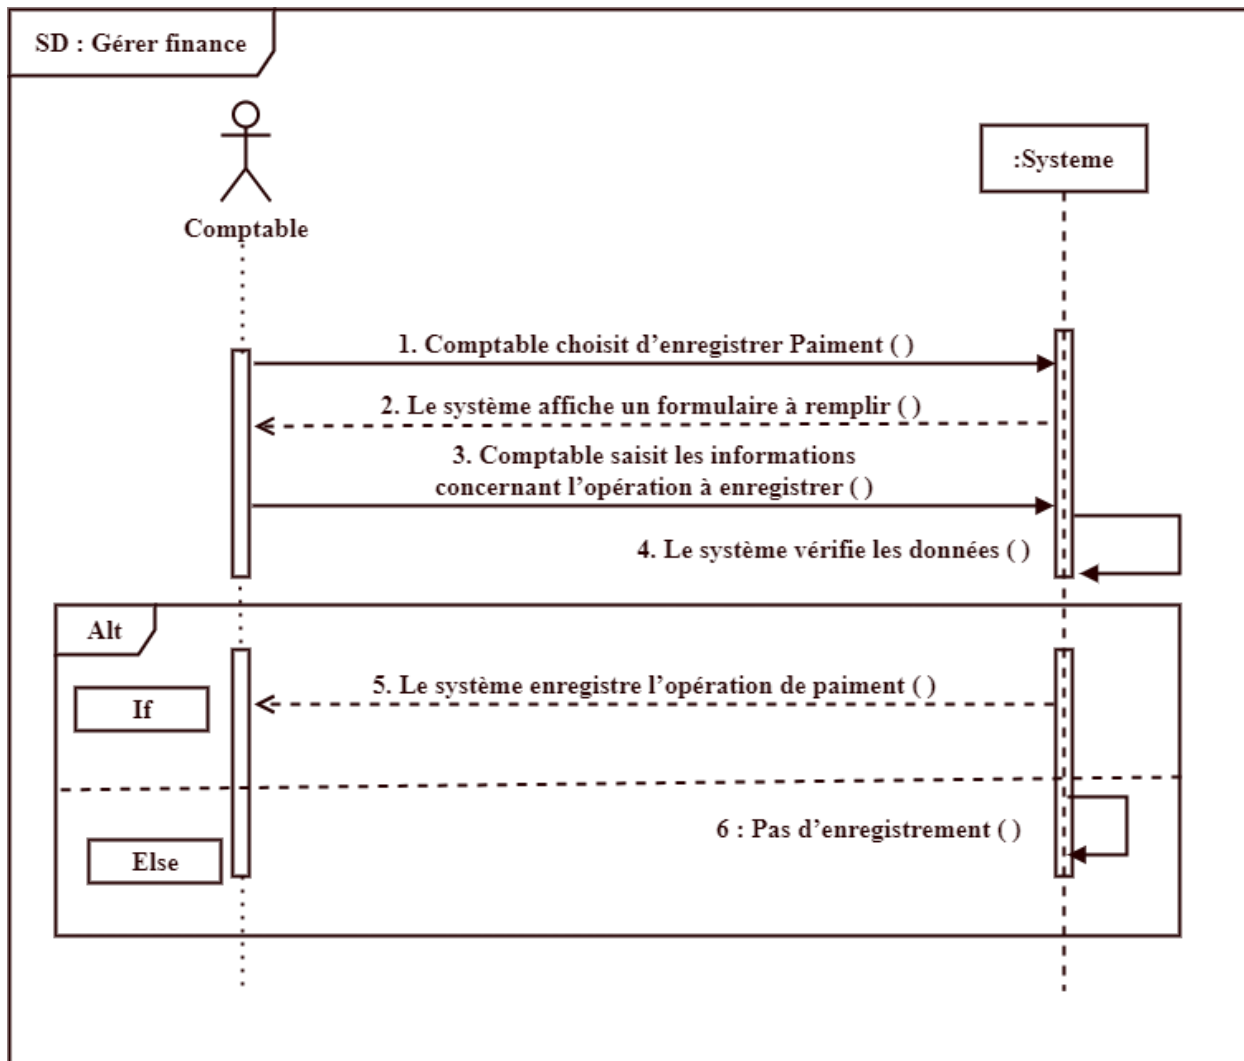 SD : Gérer finance
:Systeme
Comptable
1. Comptable choisit d’enregistrer Paiment ( )
2. Le système affiche un formulaire à remplir ( )
3. Comptable saisit les informations
concernant l’opération à enregistrer ( )
4. Le système vérifie les données ( )
Alt
5. Le système enregistre l’opération de paiment ( )
If
6 : Pas d’enregistrement ( )
Else